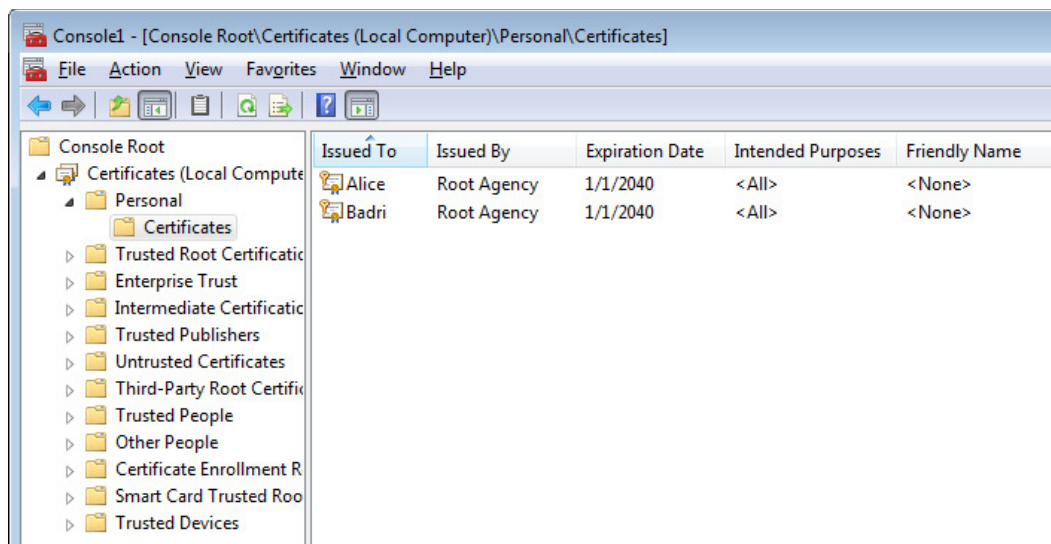 Console1 - [Console Root\Certificates (Local Computer)\Personal\Certificates]
File Action View Favorites Window Help
Console Root
Certificates (Local Compute
Personal
Certificates
Trusted Root Certificatic
Enterprise Trust
Intermediate Certificatic
Trusted Publishers
Untrusted Certificates
Third-Party Root Certific
Trusted People
Other People
Certificate Enrollment R
Smart Card Trusted Roo
Trusted Devices
Issued To Issued By Expiration Date Intended Purposes Friendly Name
Alice Root Agency 1/1/2040 <All> <None>
Badri Root Agency 1/1/2040 <All> <None>